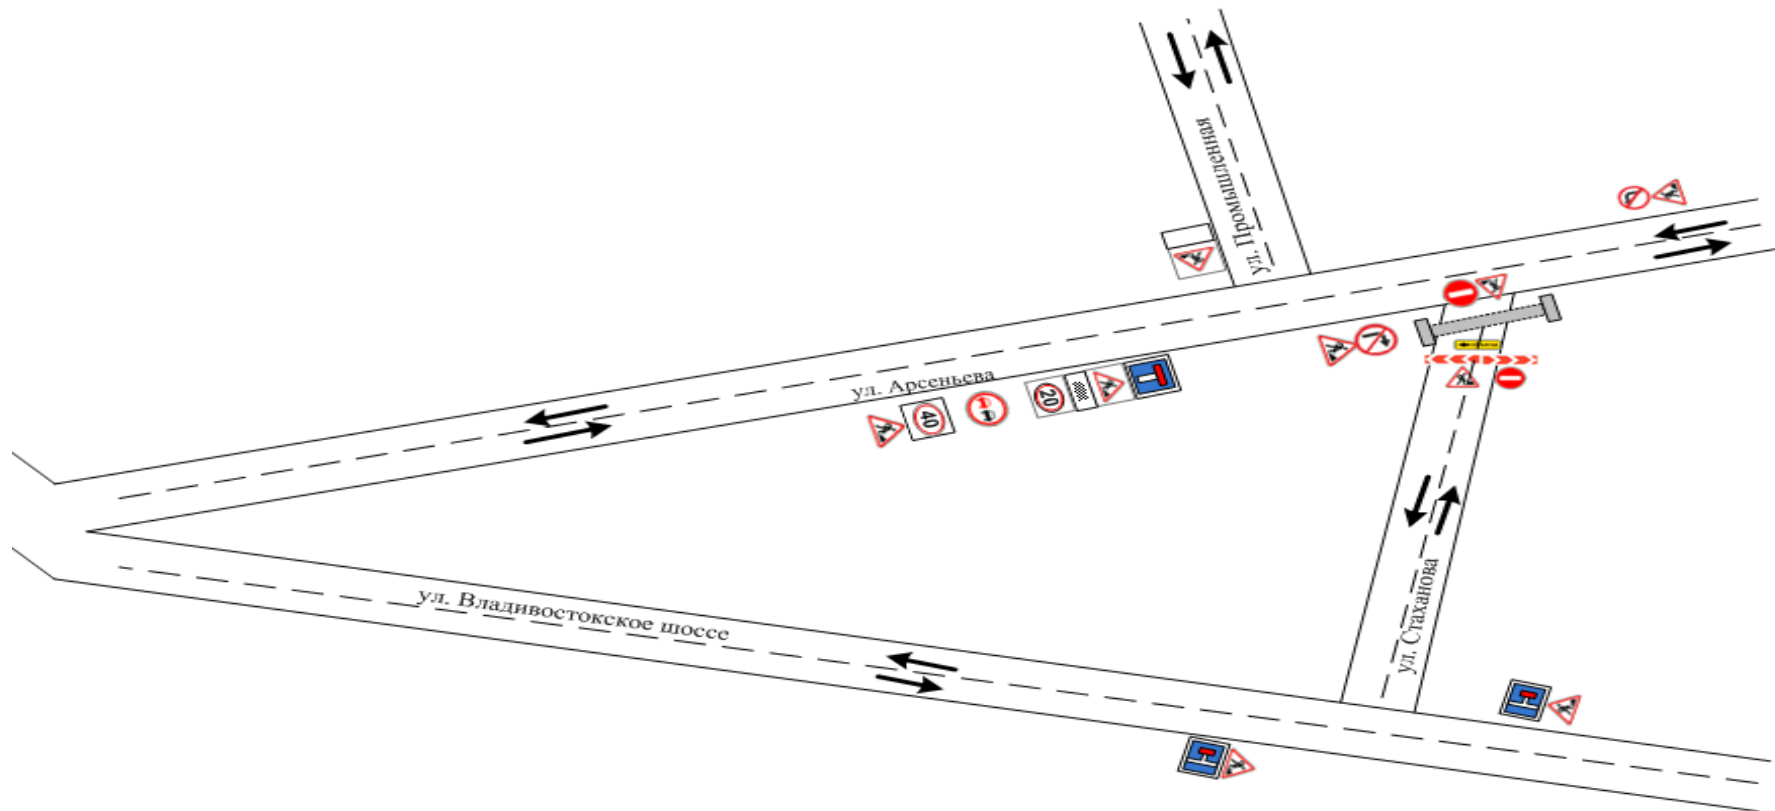 ул. Промышленная
ул. Арсеньева
40
20
ул. Стаханова
ул. Владивостокское шоссе